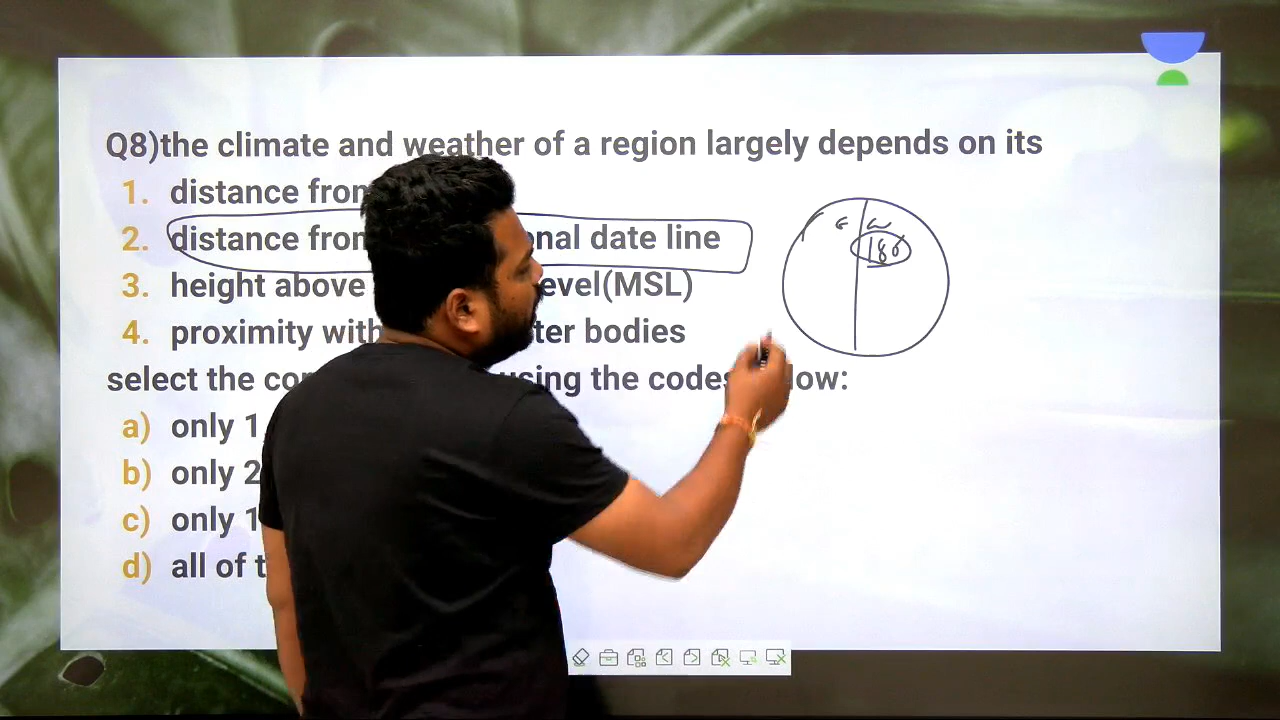 Q8)the climate and weather of a region largely depends on its
1. distance from
2. distance from onal date line
3. height above evel(MSL)
4. proximity with ter bodies
select the cor using the codes low:
a) only 1
b) only 2
c) only 1
d) all of t
E W
180